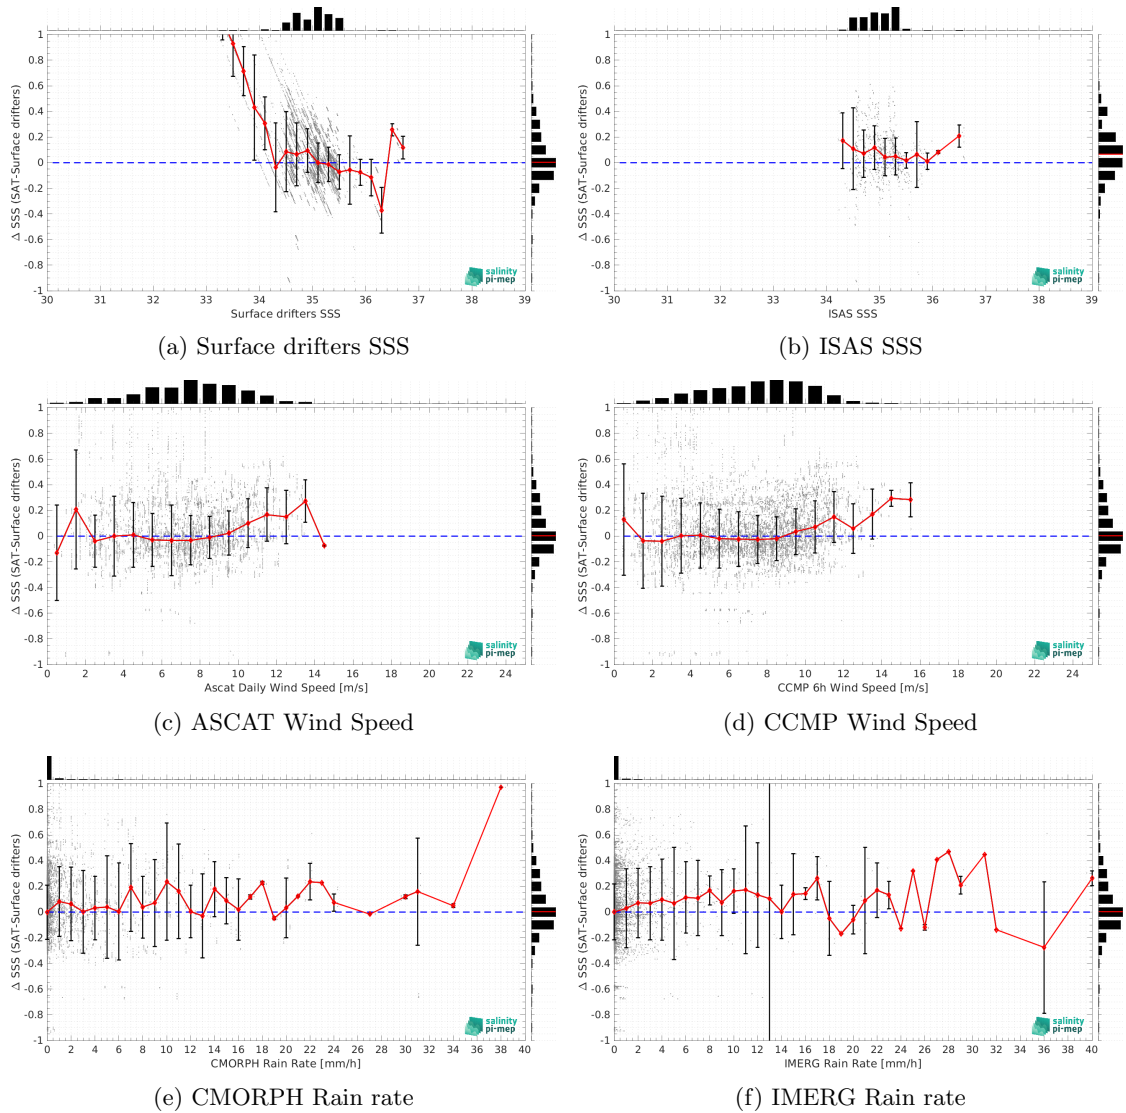 1
0.8
0.6
0.4
0.2
0
-0.2
-0.4
-0.6
-0.8
-1
Δ SSS (SAT-Surface drifters)
salinity
pi-mep
30 31 32 33 34 35 36 37 38 39
Surface drifters SSS
(a) Surface drifters SSS
1
0.8
0.6
0.4
0.2
0
-0.2
-0.4
-0.6
-0.8
-1
Δ SSS (SAT-Surface drifters)
salinity
pi-mep
30 31 32 33 34 35 36 37 38 39
ISAS SSS
(b) ISAS SSS
1
0.8
0.6
0.4
0.2
0
-0.2
-0.4
-0.6
-0.8
-1
Δ SSS (SAT-Surface drifters)
salinity
pi-mep
0 2 4 6 8 10 12 14 16 18 20 22 24
Ascat Daily Wind Speed [m/s]
(c) ASCAT Wind Speed
1
0.8
0.6
0.4
0.2
0
-0.2
-0.4
-0.6
-0.8
-1
Δ SSS (SAT-Surface drifters)
salinity
pi-mep
0 2 4 6 8 10 12 14 16 18 20 22 24
CCMP 6h Wind Speed [m/s]
(d) CCMP Wind Speed
1
0.8
0.6
0.4
0.2
0
-0.2
-0.4
-0.6
-0.8
-1
Δ SSS (SAT-Surface drifters)
salinity
pi-mep
0 2 4 6 8 10 12 14 16 18 20 22 24 26 28 30 32 34 36 38 40
CMORPH Rain Rate [mm/h]
(e) CMORPH Rain rate
1
0.8
0.6
0.4
0.2
0
-0.2
-0.4
-0.6
-0.8
-1
Δ SSS (SAT-Surface drifters)
salinity
pi-mep
0 2 4 6 8 10 12 14 16 18 20 22 24 26 28 30 32 34 36 38 40
IMERG Rain Rate [mm/h]
(f) IMERG Rain rate